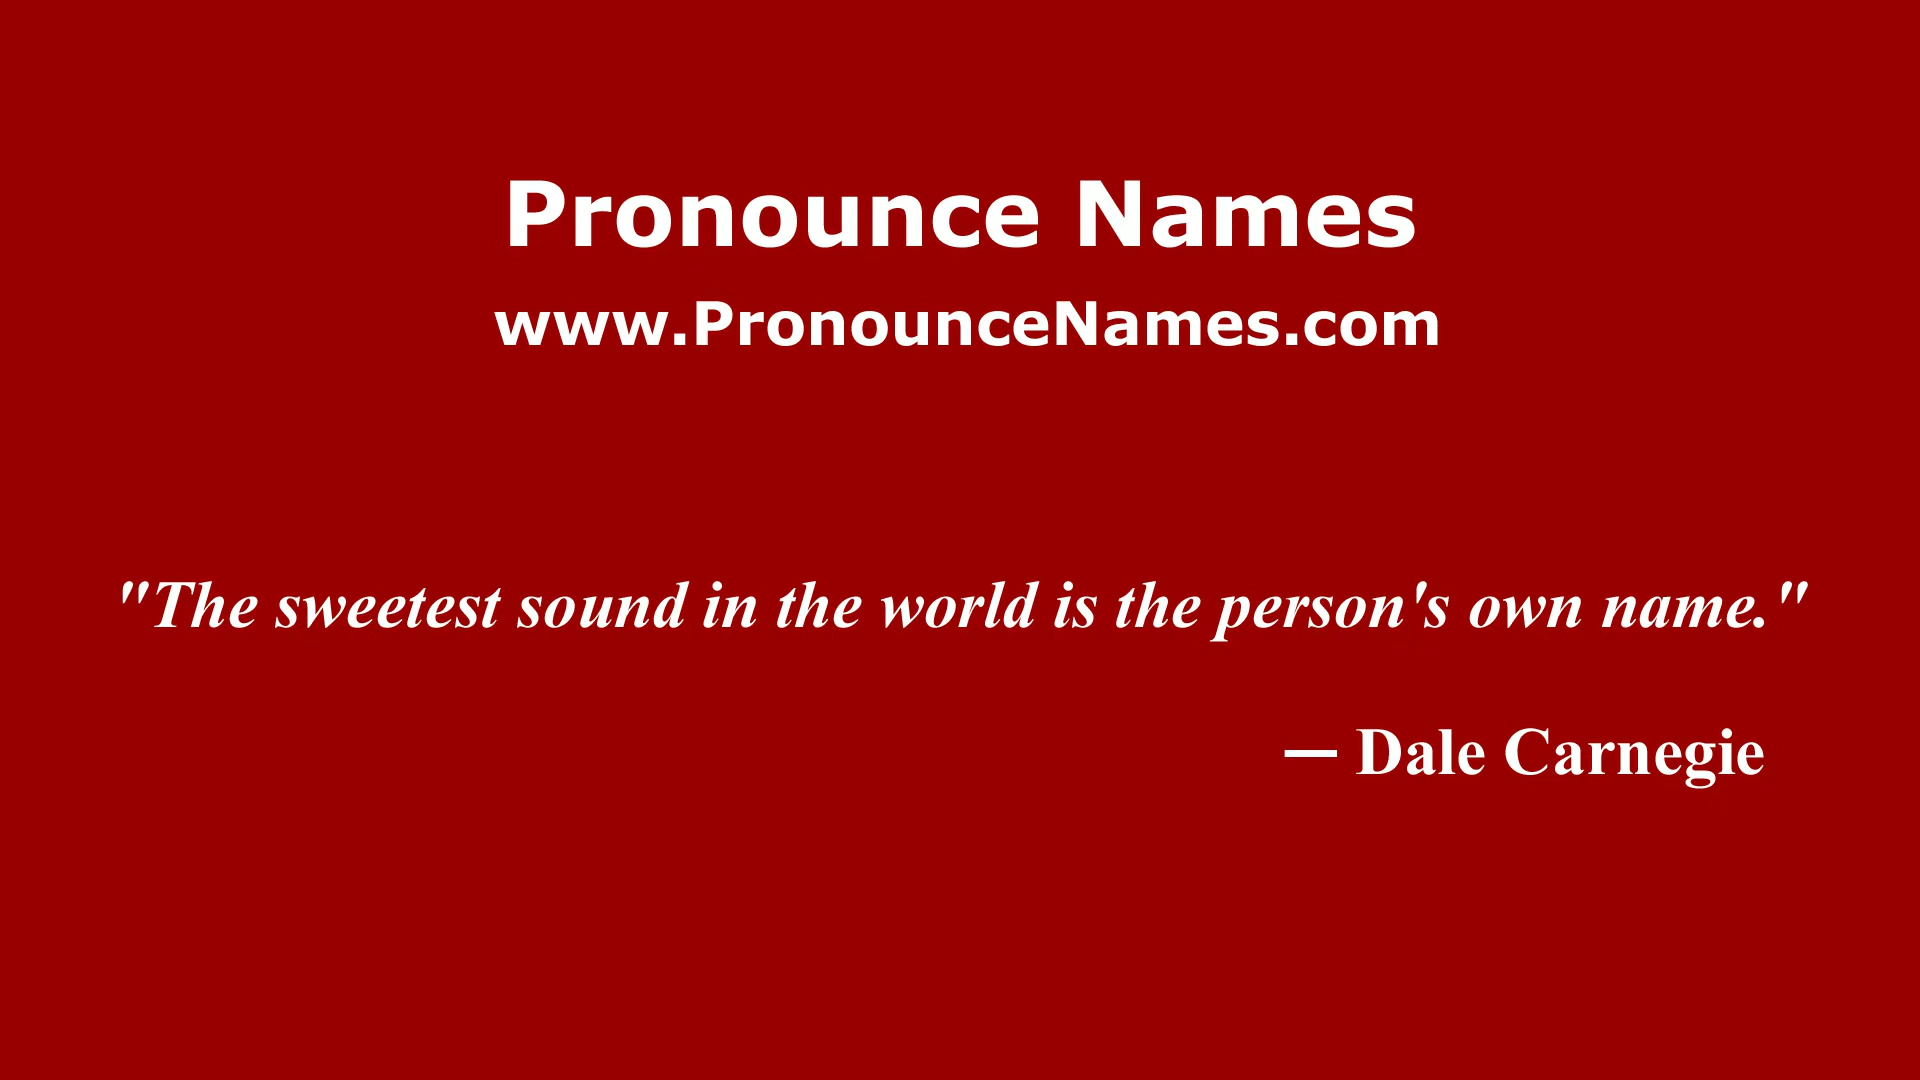 Pronounce Names
www.PronounceNames.com
"The sweetest sound in the world is the person's own name."
— Dale Carnegie